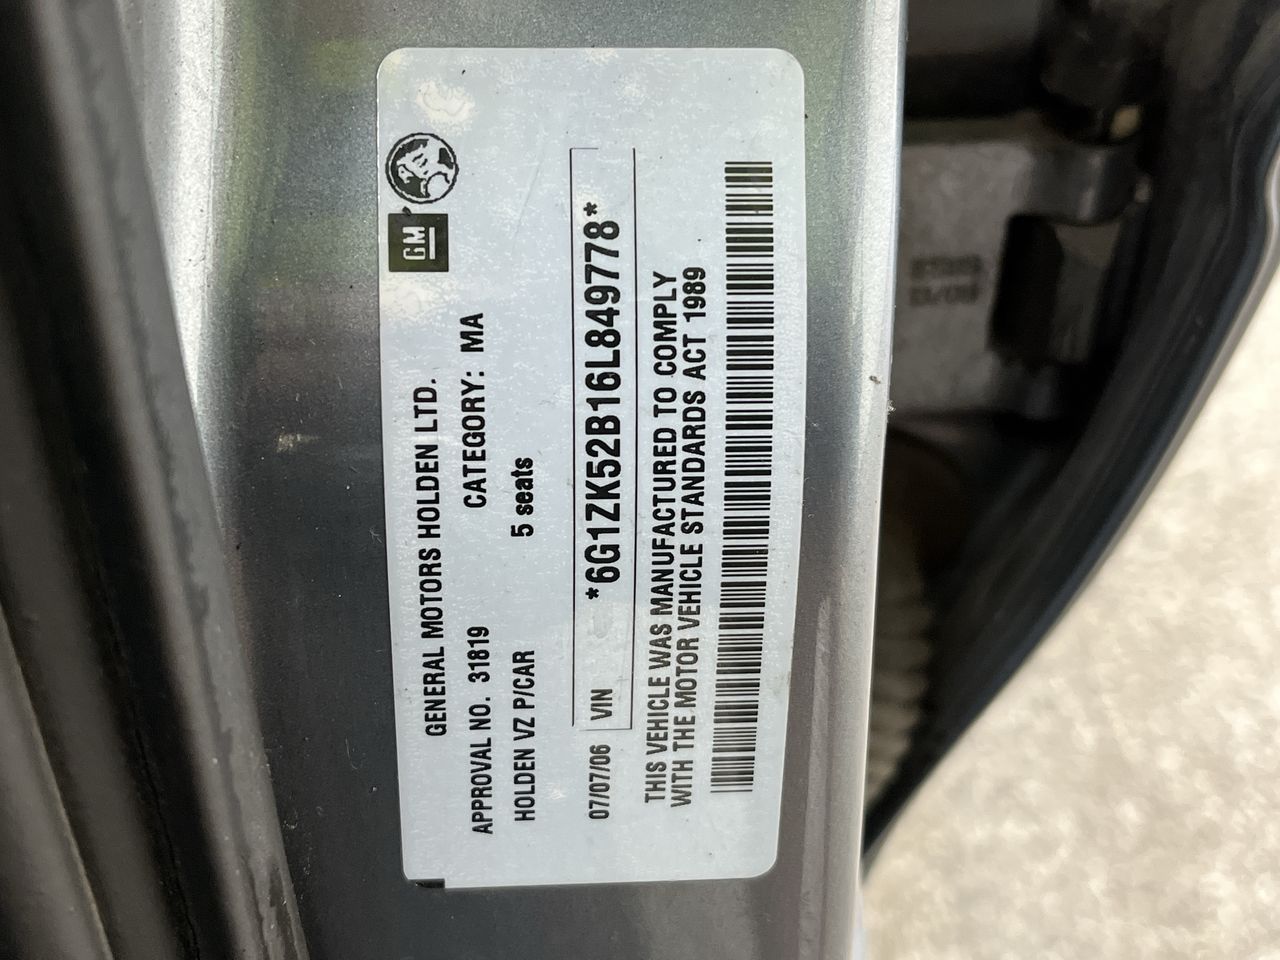 GM
GENERAL MOTORS HOLDEN LTD.
APPROVAL NO. 31819 CATEGORY: MA
HOLDEN VZ P/CAR 5 seats
07/07/06 VIN *6G1ZK52B16L849778*
THIS VEHICLE WAS MANUFACTURED TO COMPLY
WITH THE MOTOR VEHICLE STANDARDS ACT 1989